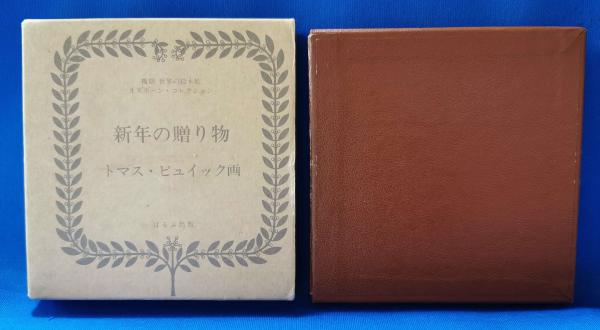 複刻 世界の絵本館
オズボーン・コレクション
新年の贈り物
トマス・ビュイック画
ほるぷ出版